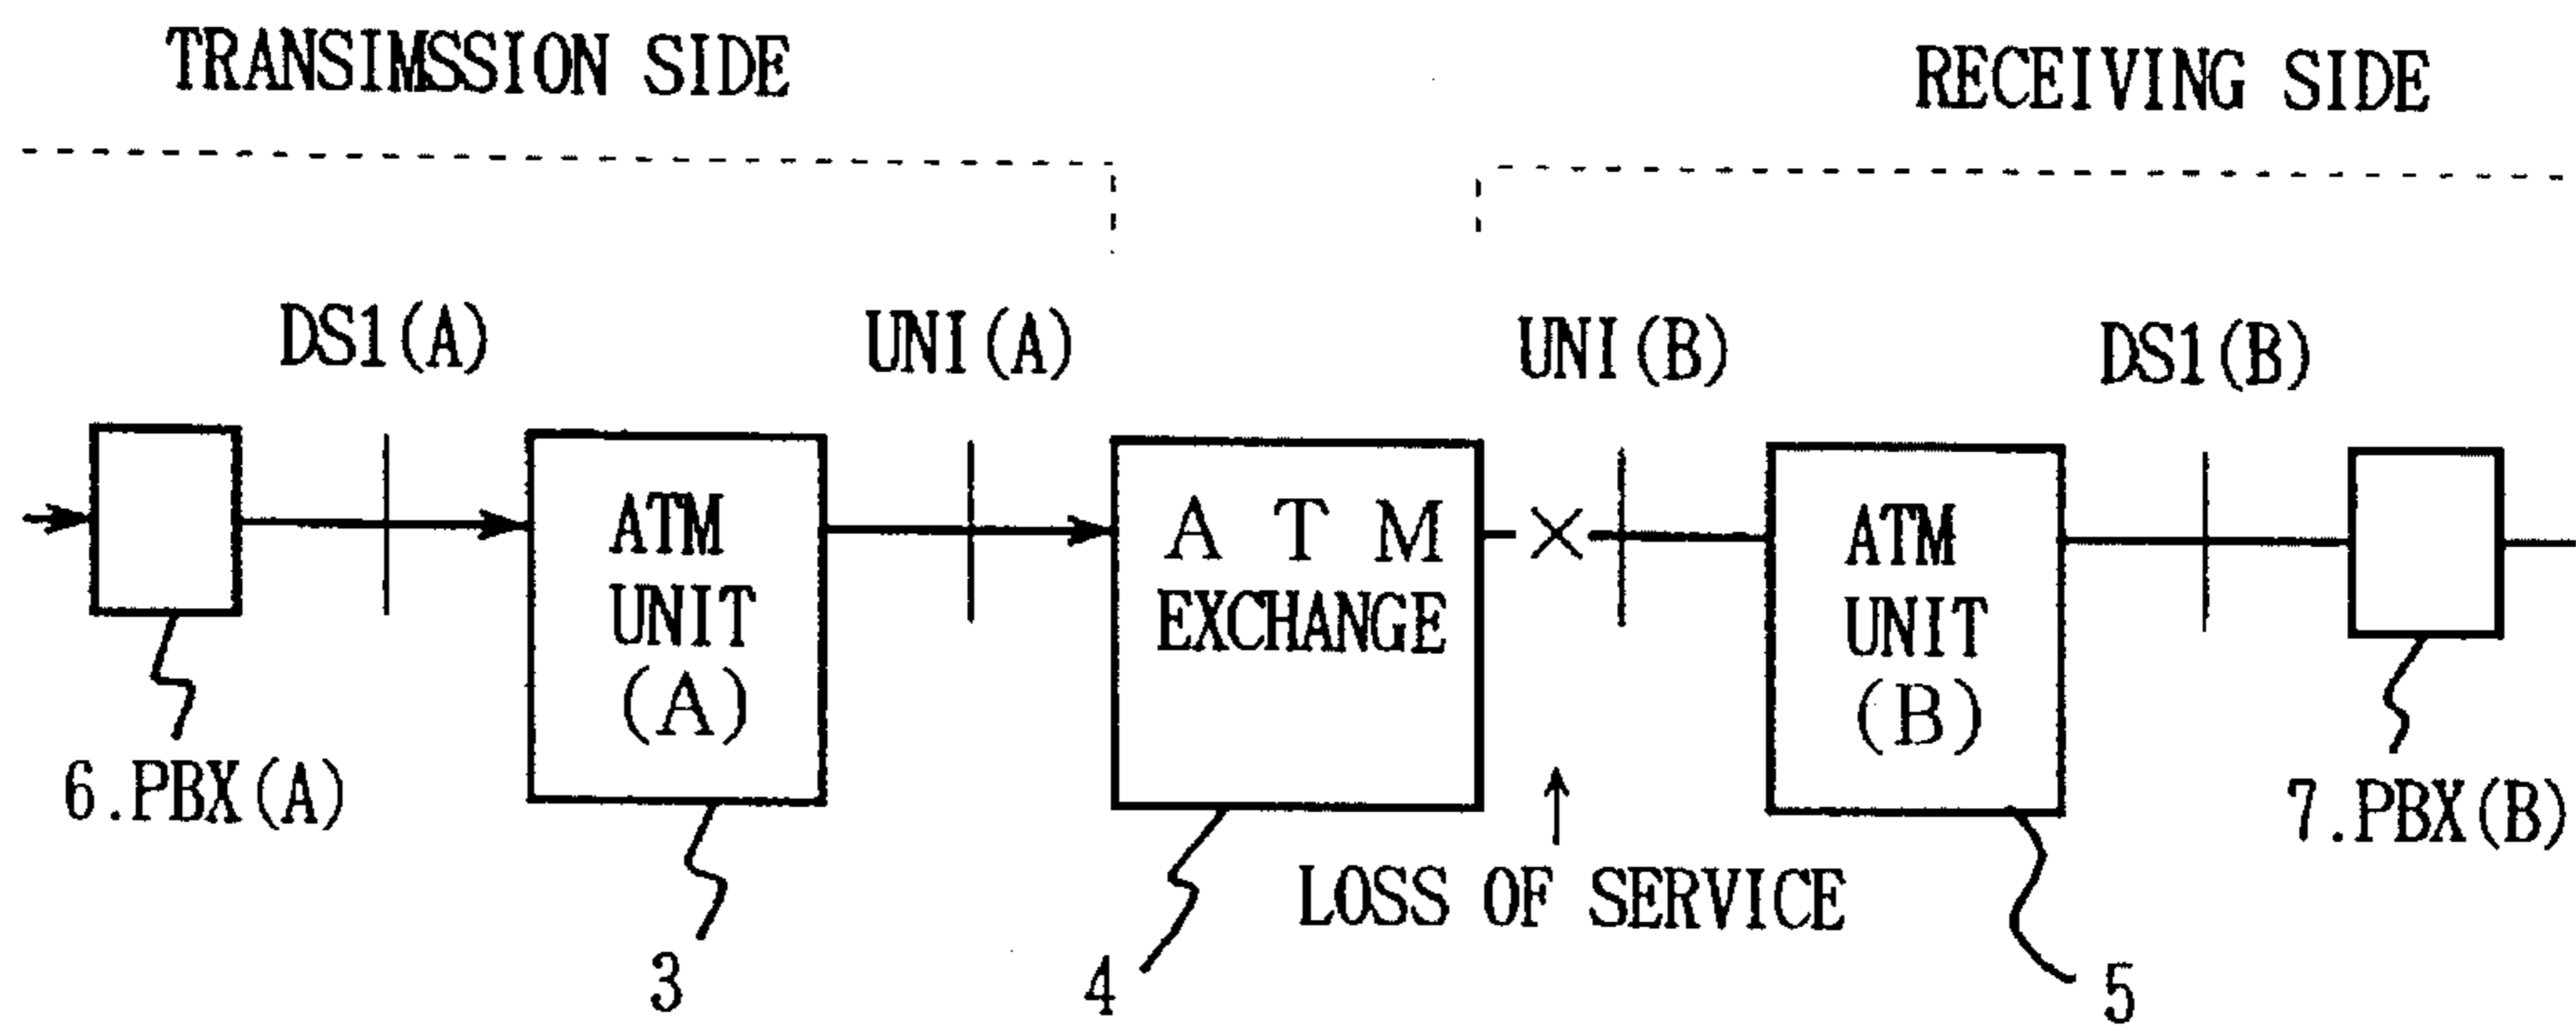 TRANSIMSSION SIDE
RECEIVING SIDE
DS1(A)
UNI(A)
UNI(B)
DS1(B)
ATM
UNIT
(A)
A T M
EXCHANGE
ATM
UNIT
(B)
6.PBX(A)
7.PBX(B)
LOSS OF SERVICE
3
4
5